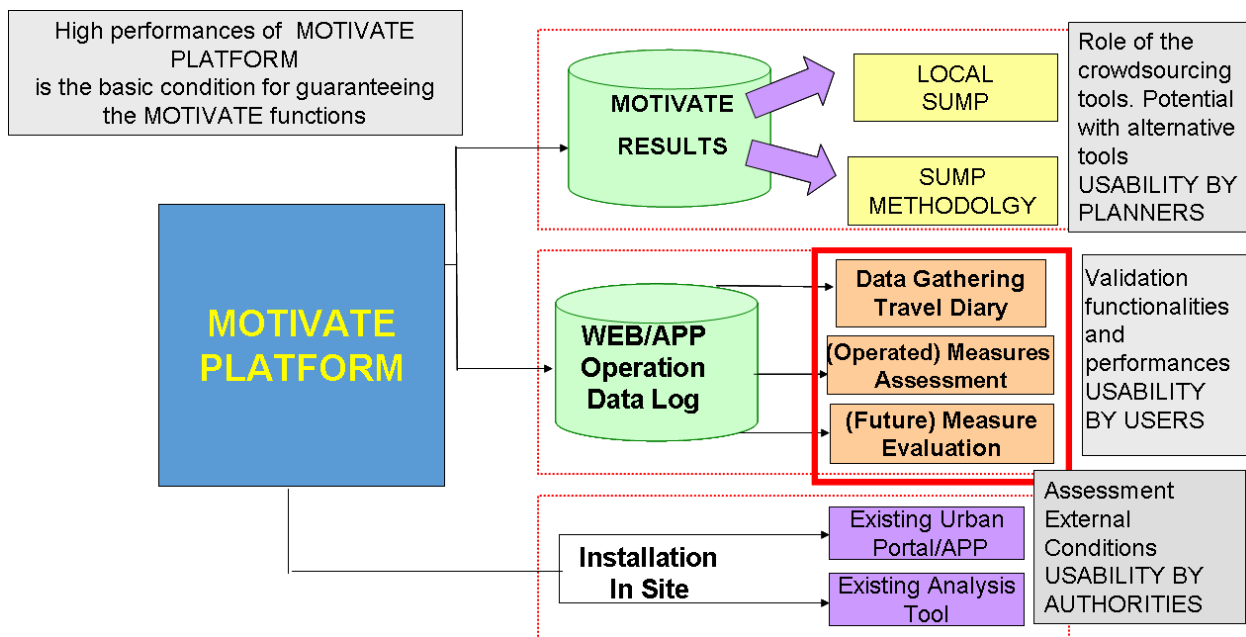 High performances of MOTIVATE
PLATFORM
is the basic condition for guaranteeing
the MOTIVATE functions
MOTIVATE
PLATFORM
MOTIVATE
RESULTS
LOCAL
SUMP
SUMP
METHODOLGY
Role of the
crowdsourcing
tools. Potential
with alternative
tools
USABILITY BY
PLANNERS
WEB/APP
Operation
Data Log
Data Gathering
Travel Diary
(Operated) Measures
Assessment
(Future) Measure
Evaluation
Validation
functionalities
and
performances
USABILITY
BY USERS
Installation
In Site
Existing Urban
Portal/APP
Existing Analysis
Tool
Assessment
External
Conditions
USABILITY BY
AUTHORITIES